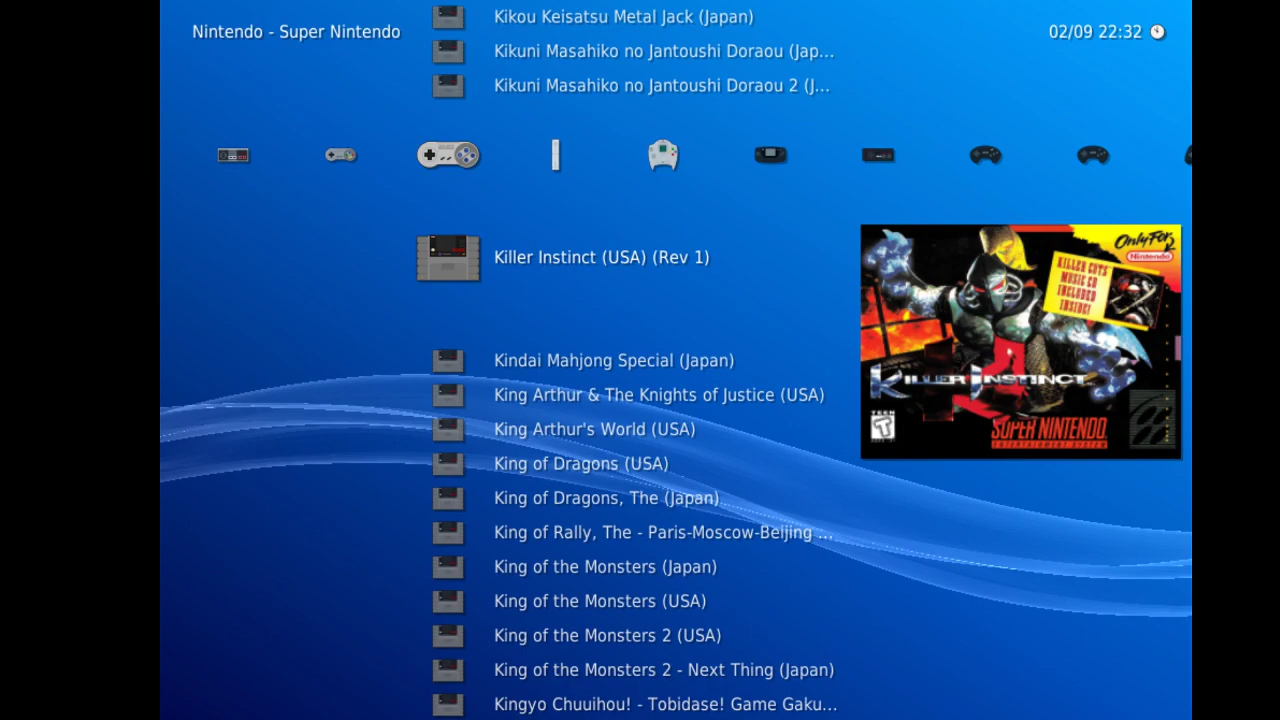 Nintendo - Super Nintendo
02/09 22:32
Kikou Keisatsu Metal Jack (Japan)
Kikuni Masahiko no Jantoushi Doraou (Jap...
Kikuni Masahiko no Jantoushi Doraou 2 (J...
Killer Instinct (USA) (Rev 1)
Only For
Nintendo
KILLER CUTS
MUSIC CD
INCLUDED
INSIDE!
KILLER INSTINCT
TEEN
T
SUPER NINTENDO
ENTERTAINMENT SYSTEM
Kindai Mahjong Special (Japan)
King Arthur & The Knights of Justice (USA)
King Arthur's World (USA)
King of Dragons (USA)
King of Dragons, The (Japan)
King of Rally, The - Paris-Moscow-Beijing ...
King of the Monsters (Japan)
King of the Monsters (USA)
King of the Monsters 2 (USA)
King of the Monsters 2 - Next Thing (Japan)
Kingyo Chuuihou! - Tobidase! Game Gaku...